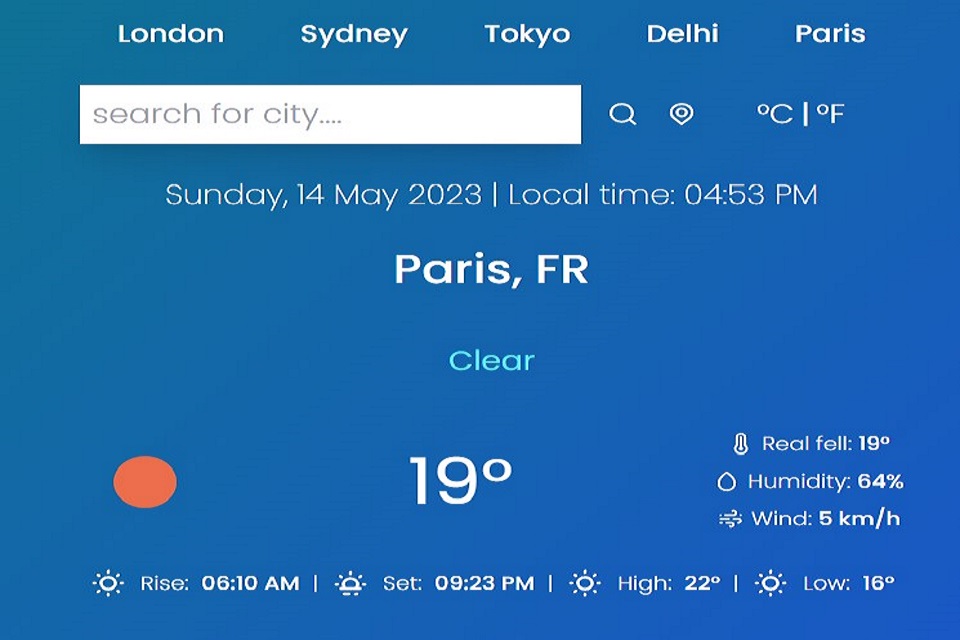 London Sydney Tokyo Delhi Paris
search for city....
°C | °F
Sunday, 14 May 2023 | Local time: 04:53 PM
Paris, FR
Clear
19°
Real fell: 19°
Humidity: 64%
Wind: 5 km/h
Rise: 06:10 AM | Set: 09:23 PM | High: 22° | Low: 16°